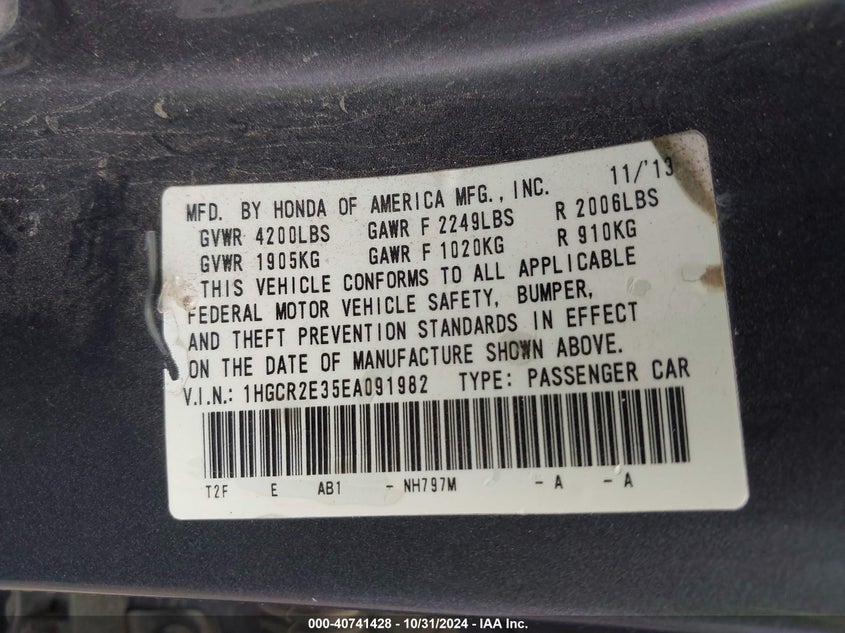 MFD. BY HONDA OF AMERICA MFG., INC. 11/'13
GVWR 4200LBS GAWR F 2249LBS R 2006LBS
GVWR 1905KG GAWR F 1020KG R 910KG
THIS VEHICLE CONFORMS TO ALL APPLICABLE
FEDERAL MOTOR VEHICLE SAFETY, BUMPER,
AND THEFT PREVENTION STANDARDS IN EFFECT
ON THE DATE OF MANUFACTURE SHOWN ABOVE.
V.I.N.: 1HGCR2E35EA091982 TYPE: PASSENGER CAR
T2F E AB1 - NH797M - A - A
000-40741428 - 10/31/2024 - IAA Inc.